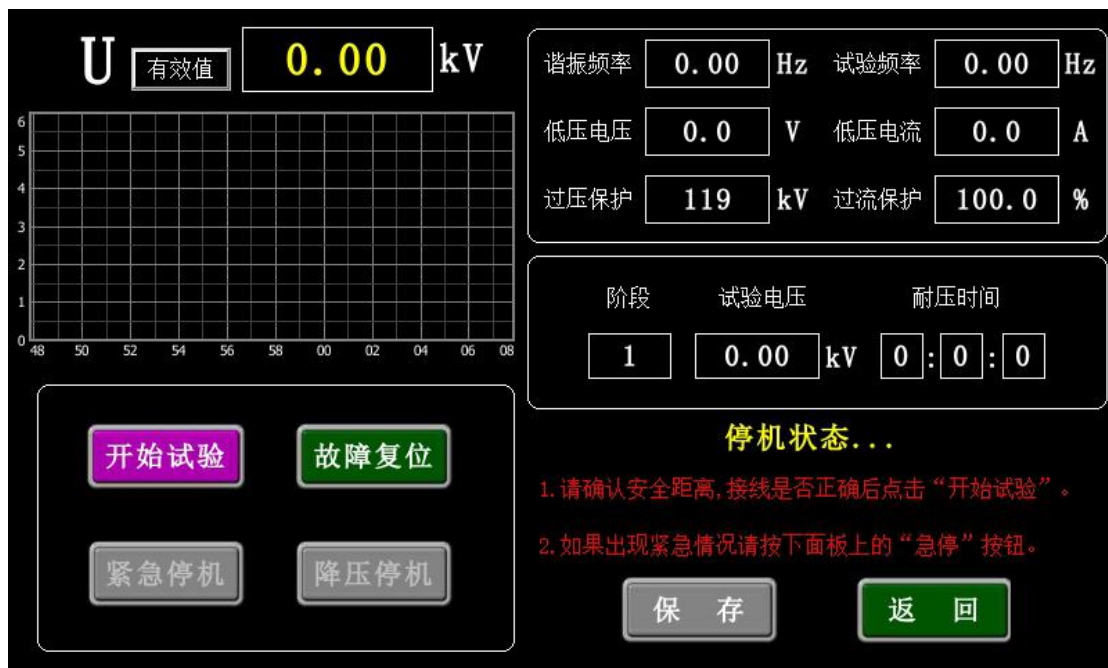 U 有效值 0.00 kV
6
5
4
3
2
1
0
48 50 52 54 56 58 00 02 04 06 08
谐振频率 0.00 Hz 试验频率 0.00 Hz
低压电压 0.0 V 低压电流 0.0 A
过压保护 119 kV 过流保护 100.0 %
阶段 试验电压 耐压时间
1 0.00 kV 0 : 0 : 0
开始试验 故障复位
紧急停机 降压停机
停机状态...
1.请确认安全距离,接线是否正确后点击“开始试验”。
2.如果出现紧急情况请按下面板上的“急停”按钮。
保 存 返 回